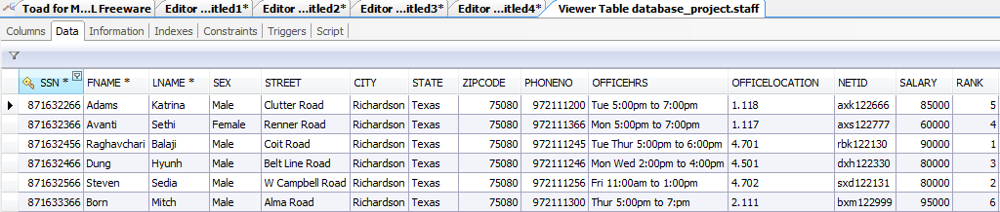 Toad for M...L Freeware Editor ...itled1* Editor ...itled2* Editor ...itled3* Editor ...itled4* Viewer Table database_project.staff
Columns Data Information Indexes Constraints Triggers Script
SSN * FNAME * LNAME * SEX STREET CITY STATE ZIPCODE PHONENO OFFICEHRS OFFICELOCATION NETID SALARY RANK
871632266 Adams Katrina Male Clutter Road Richardson Texas 75080 972111200 Tue 5:00pm to 7:00pm 1.118 axk122666 85000 5
871632366 Avanti Sethi Female Renner Road Richardson Texas 75080 972111366 Mon 5:00pm to 7:00pm 1.117 axs122777 60000 4
871632456 Raghavchari Balaji Male Coit Road Richardson Texas 75080 972111245 Tue Thur 5:00pm to 6:00pm 4.701 rbk122130 90000 1
871632466 Dung Hyunh Male Belt Line Road Richardson Texas 75080 972111246 Mon Wed 2:00pm to 4:00pm 4.501 dxh122330 80000 3
871632566 Steven Sedia Male W Campbell Road Richardson Texas 75080 972111256 Fri 11:00am to 1:00pm 4.702 sxd122131 80000 2
871633366 Born Mitch Male Alma Road Richardson Texas 75080 972111300 Thur 5:00pm to 7:pm 2.111 bxm122999 95000 6